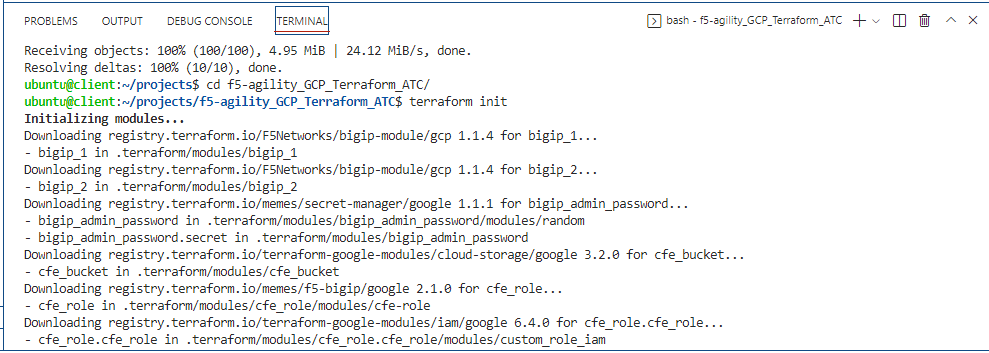 PROBLEMS OUTPUT DEBUG CONSOLE TERMINAL bash - f5-agility_GCP_Terraform_ATC
Receiving objects: 100% (100/100), 4.95 MiB | 24.12 MiB/s, done.
Resolving deltas: 100% (10/10), done.
ubuntu@client:~/projects$ cd f5-agility_GCP_Terraform_ATC/
ubuntu@client:~/projects/f5-agility_GCP_Terraform_ATC$ terraform init
Initializing modules...
Downloading registry.terraform.io/F5Networks/bigip-module/gcp 1.1.4 for bigip_1...
- bigip_1 in .terraform/modules/bigip_1
Downloading registry.terraform.io/F5Networks/bigip-module/gcp 1.1.4 for bigip_2...
- bigip_2 in .terraform/modules/bigip_2
Downloading registry.terraform.io/memes/secret-manager/google 1.1.1 for bigip_admin_password...
- bigip_admin_password in .terraform/modules/bigip_admin_password/modules/random
- bigip_admin_password.secret in .terraform/modules/bigip_admin_password
Downloading registry.terraform.io/terraform-google-modules/cloud-storage/google 3.2.0 for cfe_bucket...
- cfe_bucket in .terraform/modules/cfe_bucket
Downloading registry.terraform.io/memes/f5-bigip/google 2.1.0 for cfe_role...
- cfe_role in .terraform/modules/cfe_role/modules/cfe-role
Downloading registry.terraform.io/terraform-google-modules/iam/google 6.4.0 for cfe_role.cfe_role...
- cfe_role.cfe_role in .terraform/modules/cfe_role.cfe_role/modules/custom_role_iam